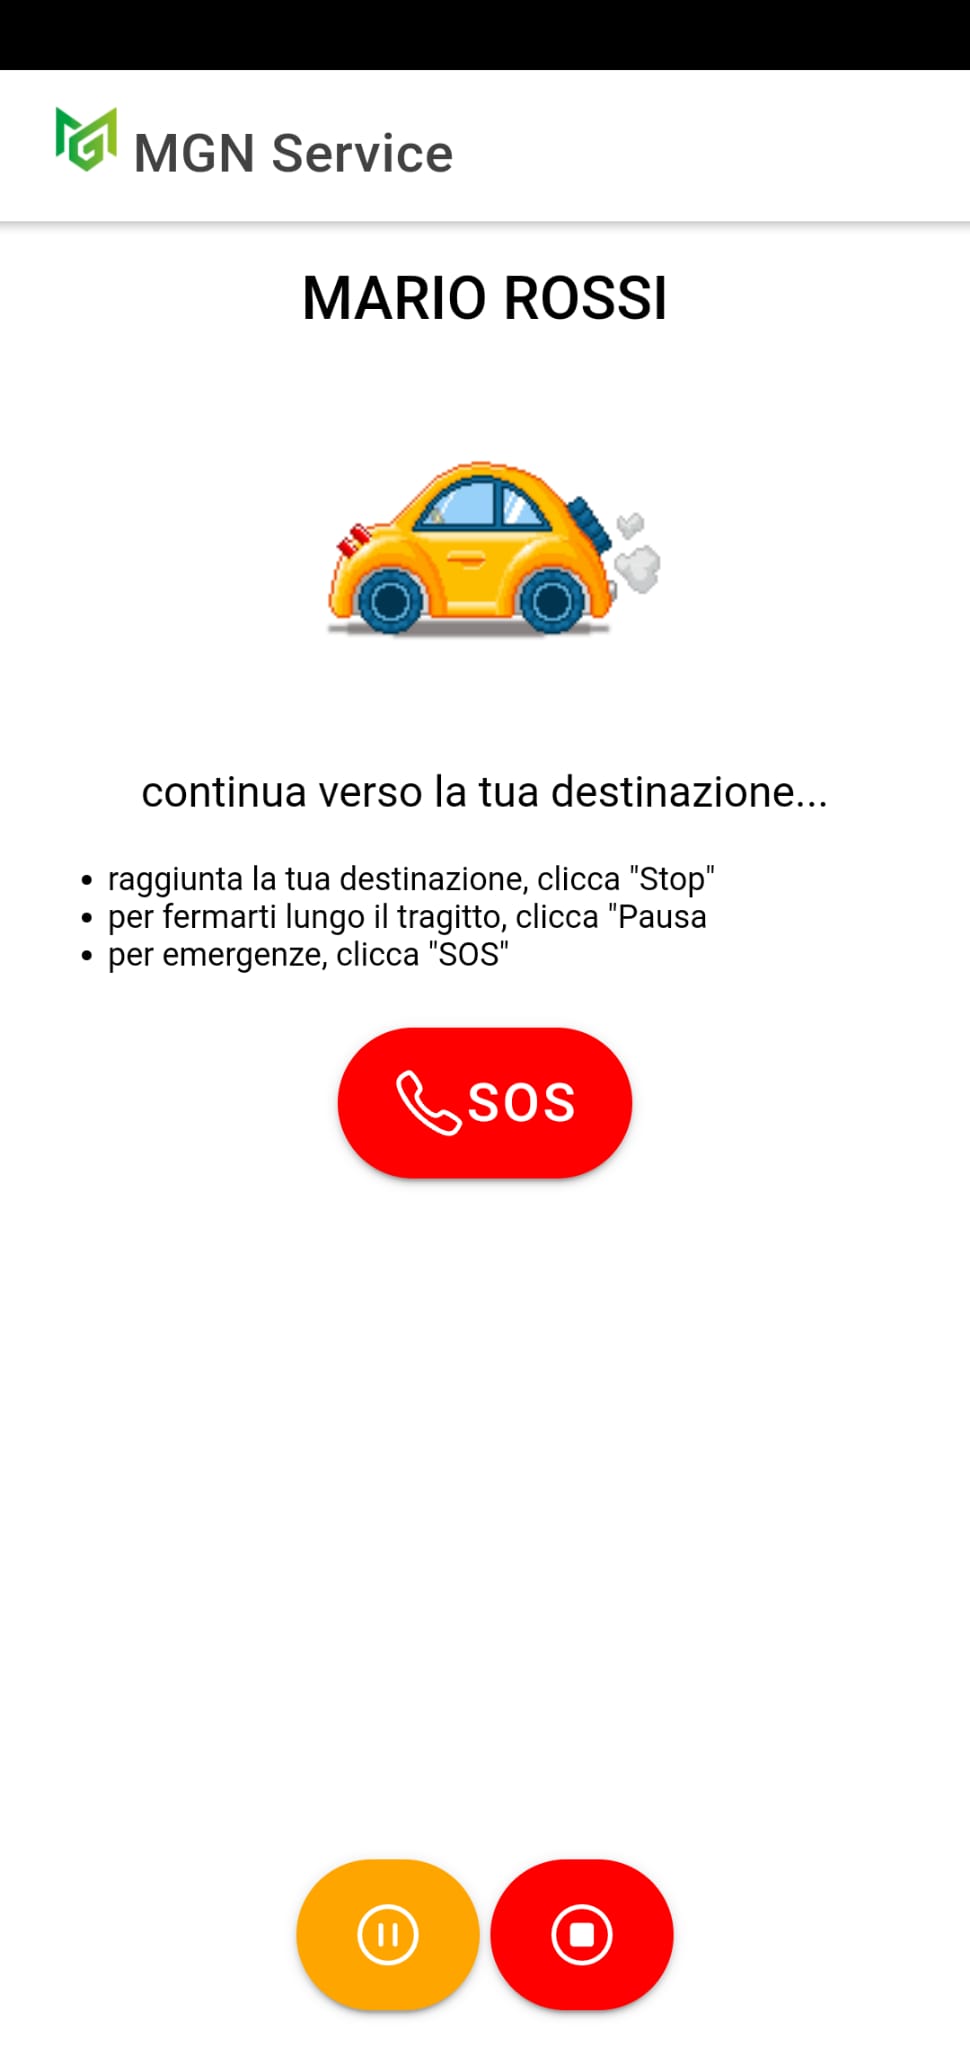 MGN Service
MARIO ROSSI
continua verso la tua destinazione...
• raggiunta la tua destinazione, clicca "Stop"
• per fermarti lungo il tragitto, clicca "Pausa
• per emergenze, clicca "SOS"
SOS